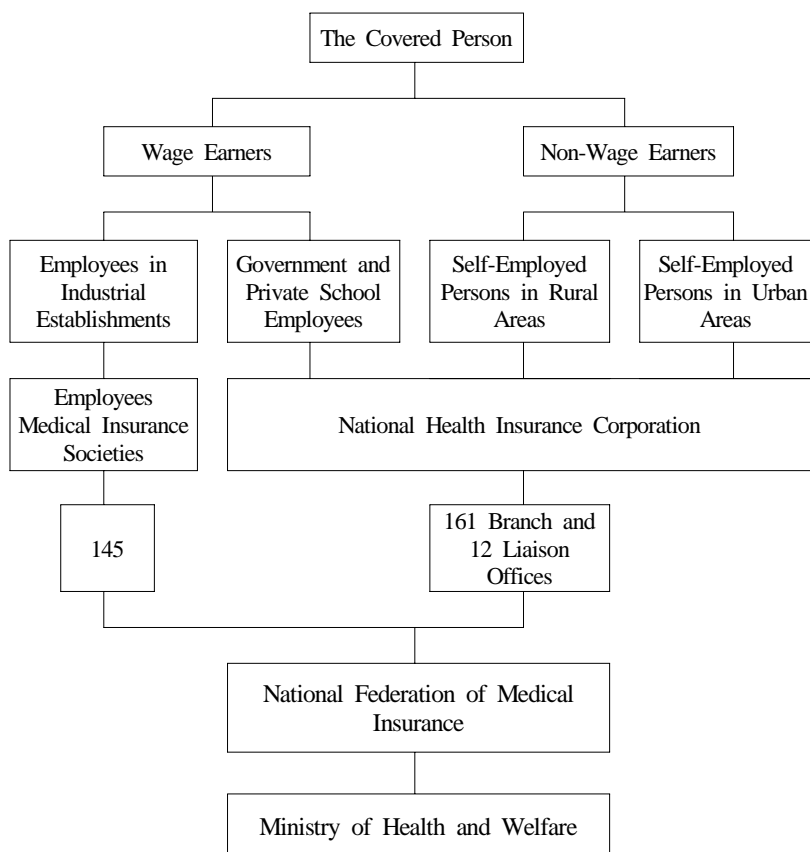 The Covered Person
Wage Earners
Non-Wage Earners
Employees in
Industrial
Establishments
Government and
Private School
Employees
Self-Employed
Persons in Rural
Areas
Self-Employed
Persons in Urban
Areas
Employees
Medical Insurance
Societies
National Health Insurance Corporation
145
161 Branch and
12 Liaison
Offices
National Federation of Medical
Insurance
Ministry of Health and Welfare